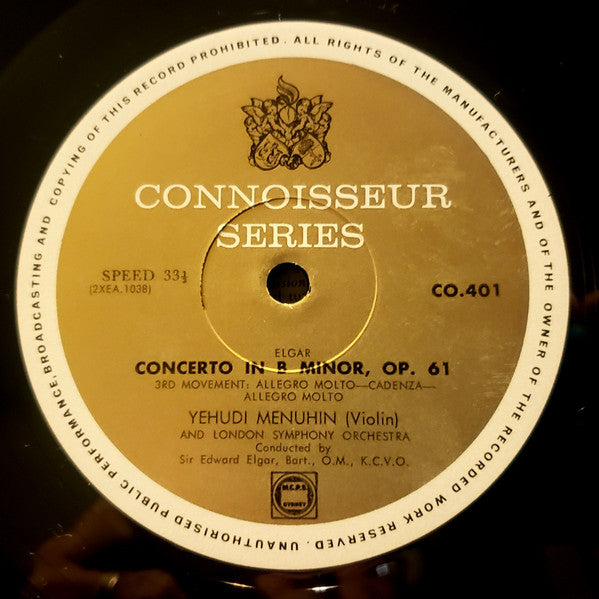 UNAUTHORISED PUBLIC PERFORMANCE, BROADCASTING AND COPYING OF THIS RECORD PROHIBITED. ALL RIGHTS OF THE MANUFACTURERS AND OF THE OWNER OF THE RECORDED WORK RESERVED.
CONNOISSEUR
SERIES
SPEED 33⅓
(2XEA.1038)
CO.401
ELGAR
CONCERTO IN B MINOR, OP. 61
3RD MOVEMENT: ALLEGRO MOLTO—CADENZA—
ALLEGRO MOLTO
YEHUDI MENUHIN (Violin)
AND LONDON SYMPHONY ORCHESTRA
Conducted by
Sir Edward Elgar, Bart., O.M., K.C.V.O.
M.C.P.S.
SYDNEY